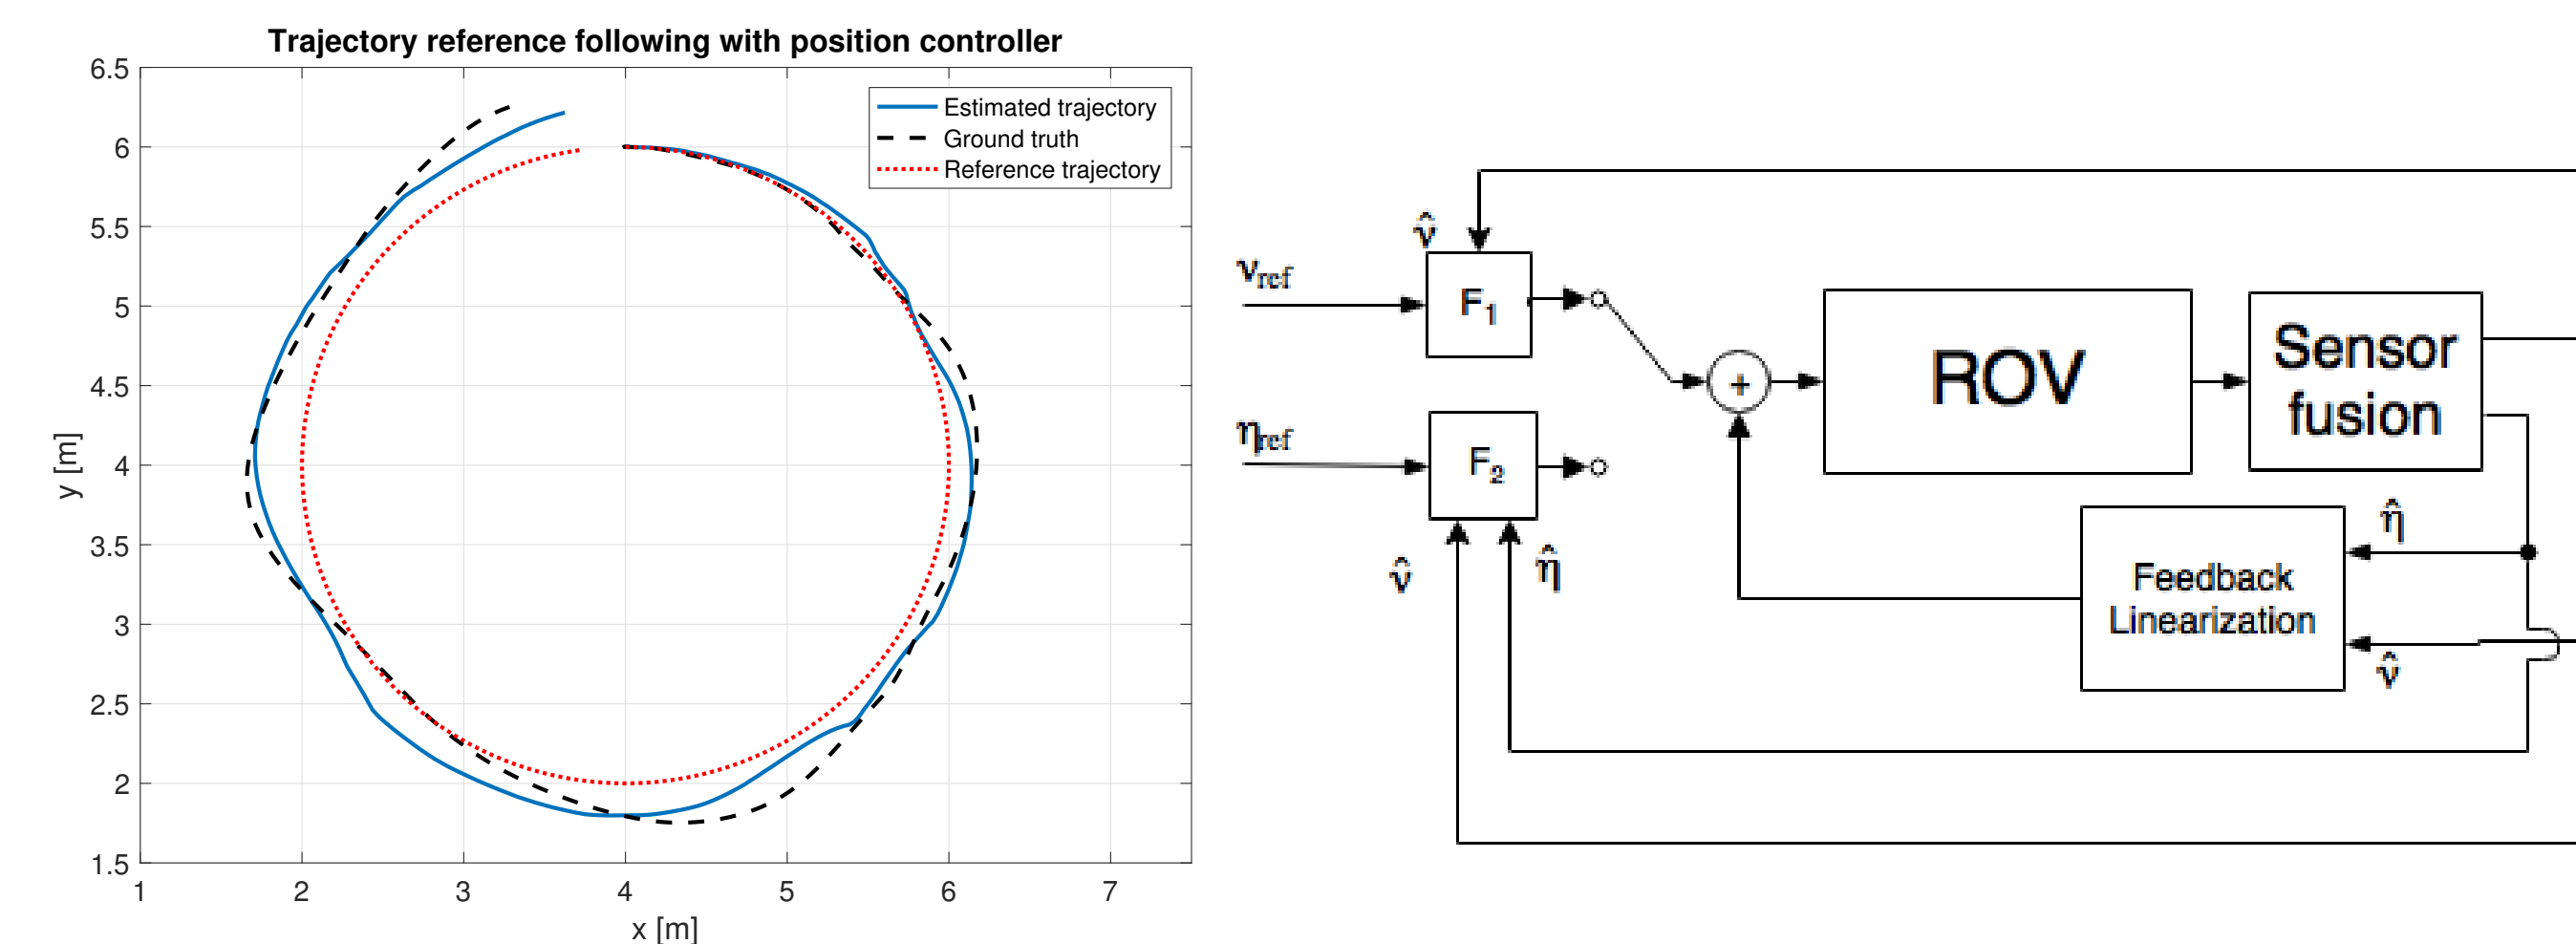 Trajectory reference following with position controller
6.5
6
5.5
5
4.5
4
3.5
3
2.5
2
1.5
1
2
3
4
5
6
7
y [m]
x [m]
Estimated trajectory
Ground truth
Reference trajectory
ν̂
νref
F1
ηref
F2
ν̂
η̂
+
ROV
Sensor
fusion
Feedback
Linearization
η̂
ν̂